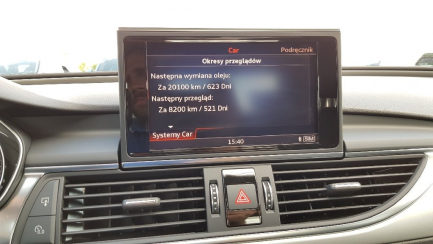 Car
Podręcznik
Okresy przeglądów
Następna wymiana oleju:
Za 20100 km / 623 Dni
Następny przegląd:
Za 8200 km / 521 Dni
Systemy Car
15:40
SIM